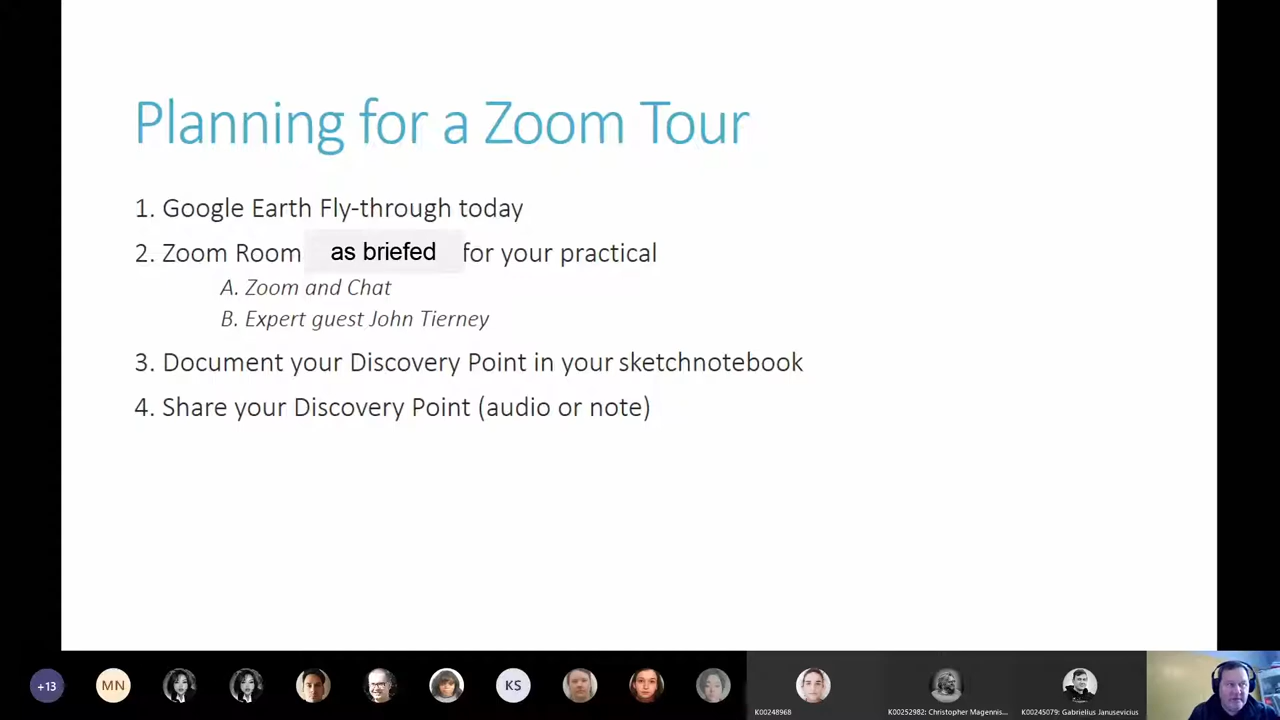 Planning for a Zoom Tour
1. Google Earth Fly-through today
2. Zoom Room as briefed for your practical
A. Zoom and Chat
B. Expert guest John Tierney
3. Document your Discovery Point in your sketchnotebook
4. Share your Discovery Point (audio or note)
+13
MN
KS
K00248968
K00252982: Christopher Magennis...
K00245079: Gabrielius Janusevicius